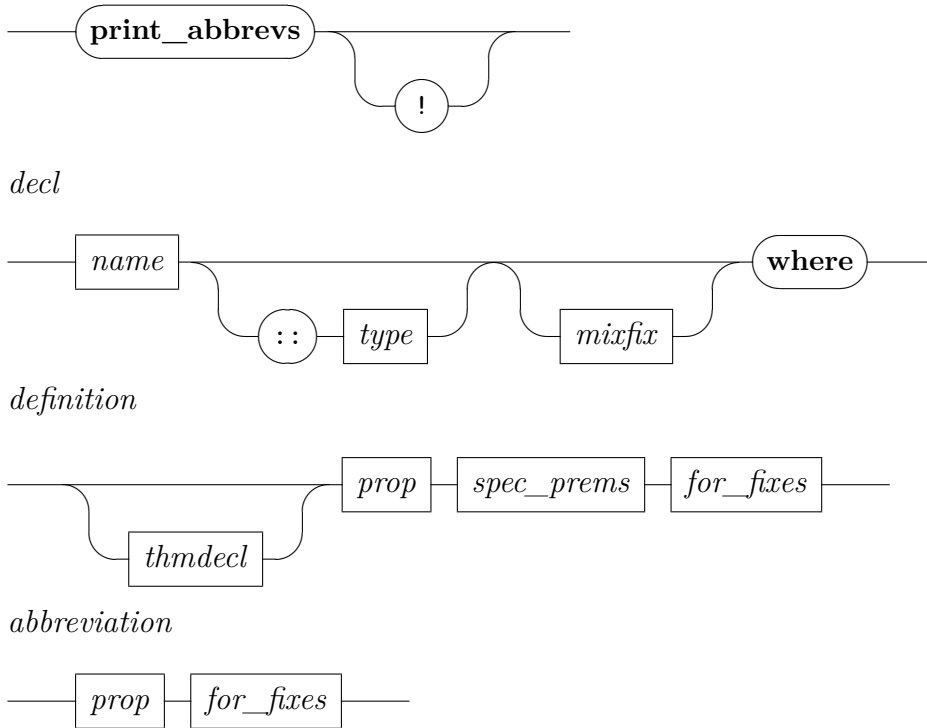 print_abbrevs
!
decl
name where
:: type mixfix
definition
prop spec_prems for_fixes
thmdecl
abbreviation
prop for_fixes